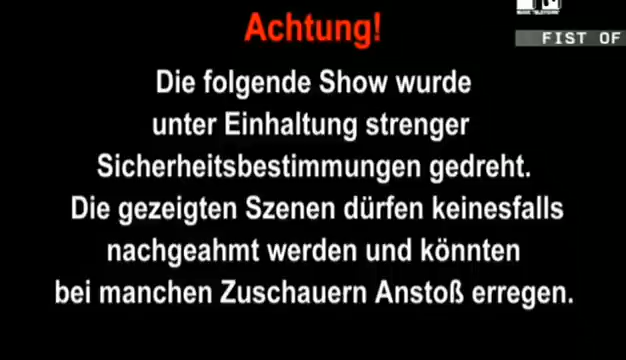 FIST OF
Achtung!
Die folgende Show wurde
unter Einhaltung strenger
Sicherheitsbestimmungen gedreht.
Die gezeigten Szenen dürfen keinesfalls
nachgeahmt werden und könnten
bei manchen Zuschauern Anstoß erregen.